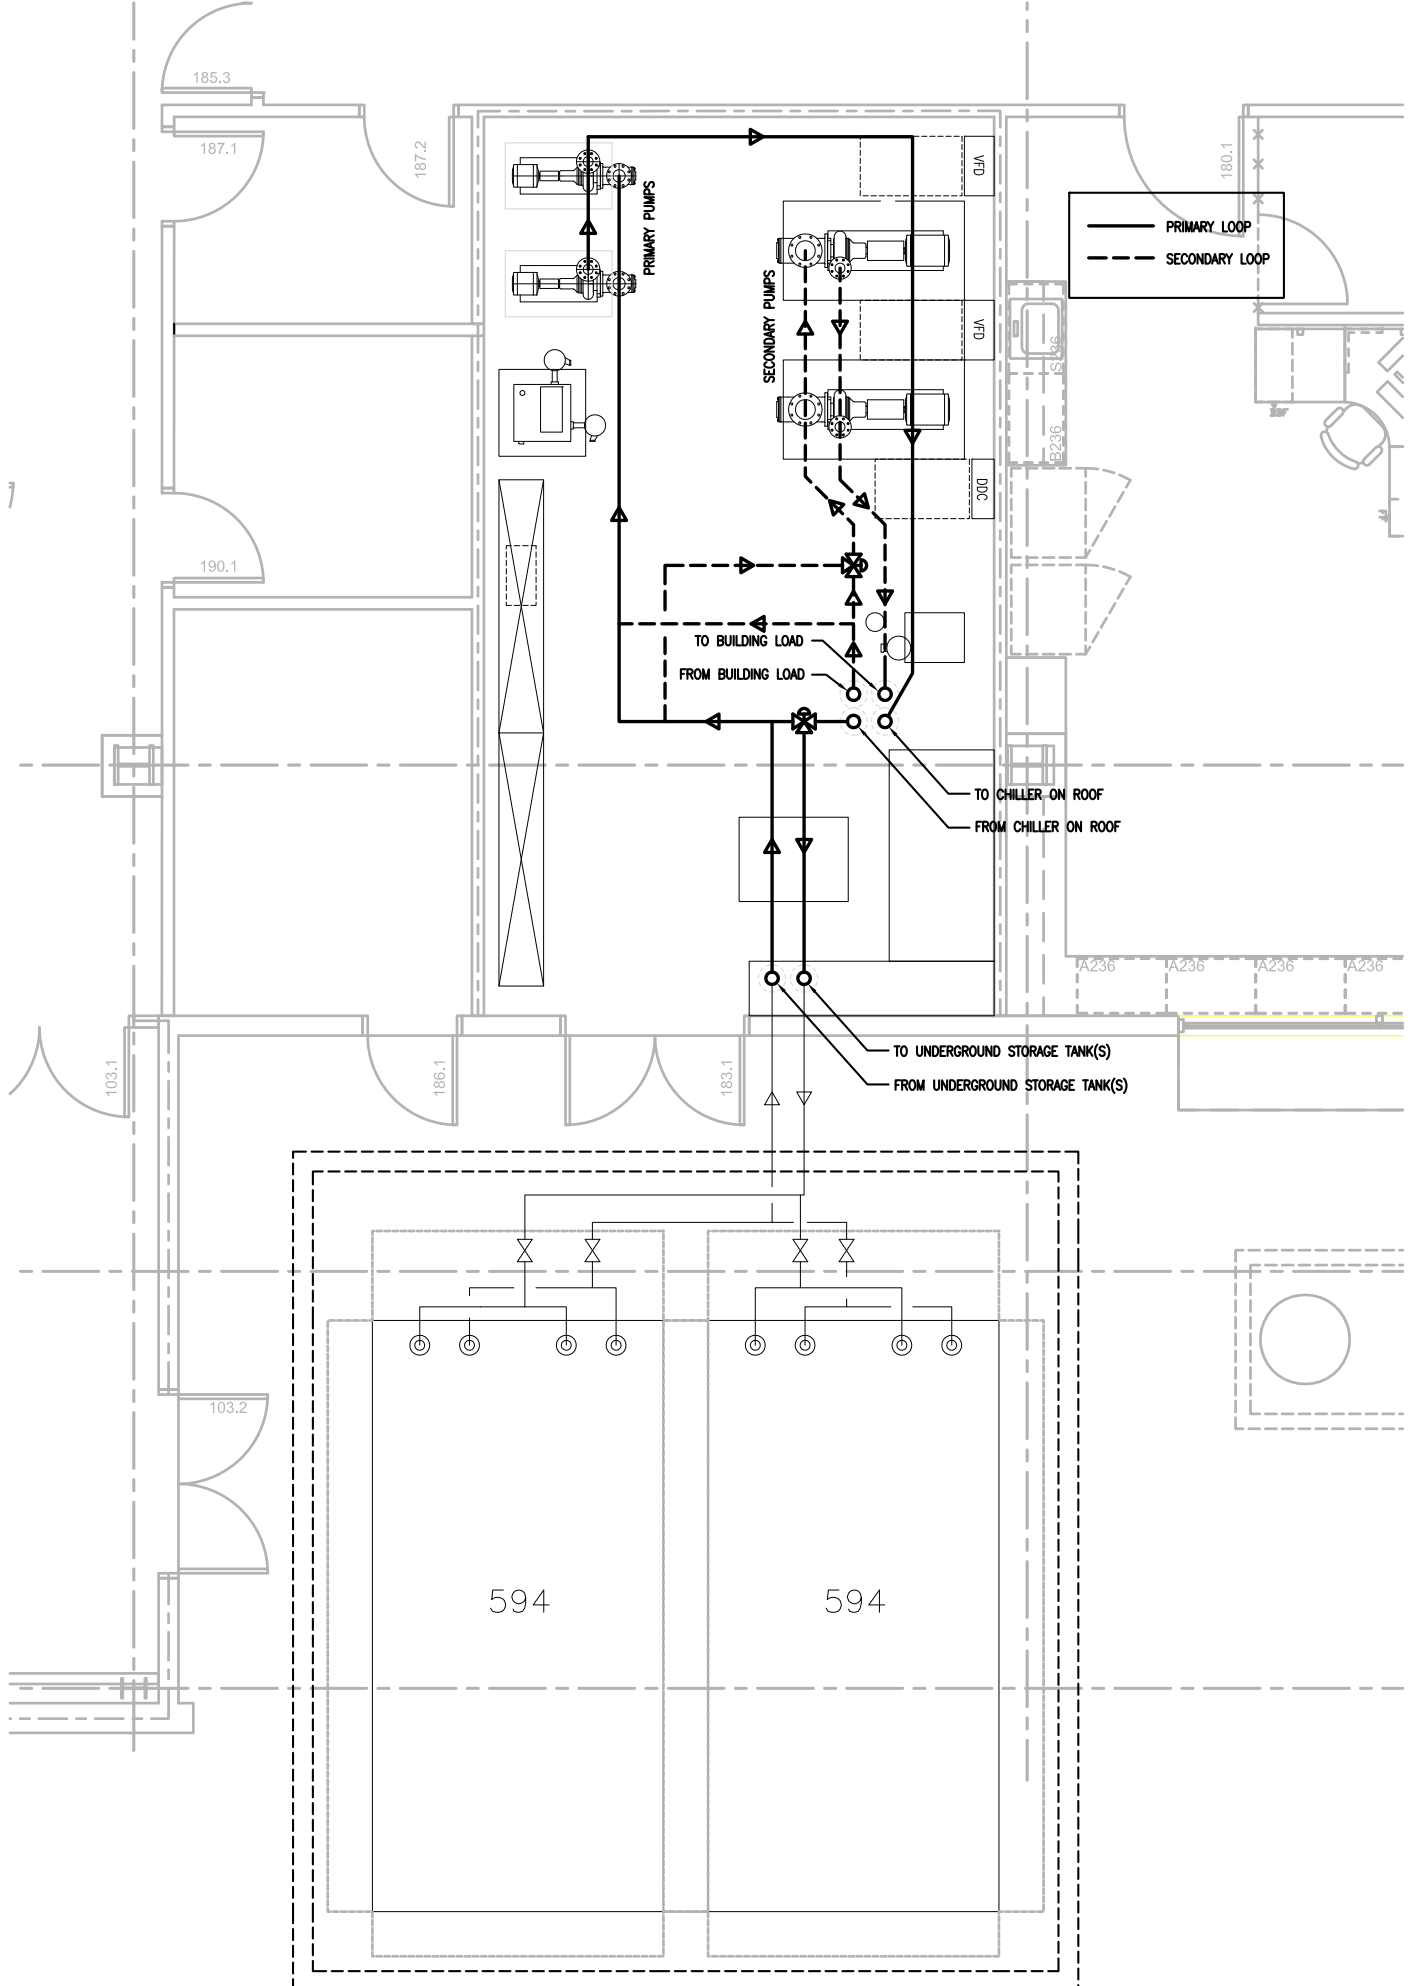 185.3
187.1
187.2
180.1
VFD
PRIMARY PUMPS
PRIMARY LOOP
SECONDARY LOOP
SECONDARY PUMPS
VFD
S236
B236
DDC
190.1
TO BUILDING LOAD
FROM BUILDING LOAD
TO CHILLER ON ROOF
FROM CHILLER ON ROOF
A236
A236
A236
A236
TO UNDERGROUND STORAGE TANK(S)
FROM UNDERGROUND STORAGE TANK(S)
103.1
186.1
183.1
103.2
594
594